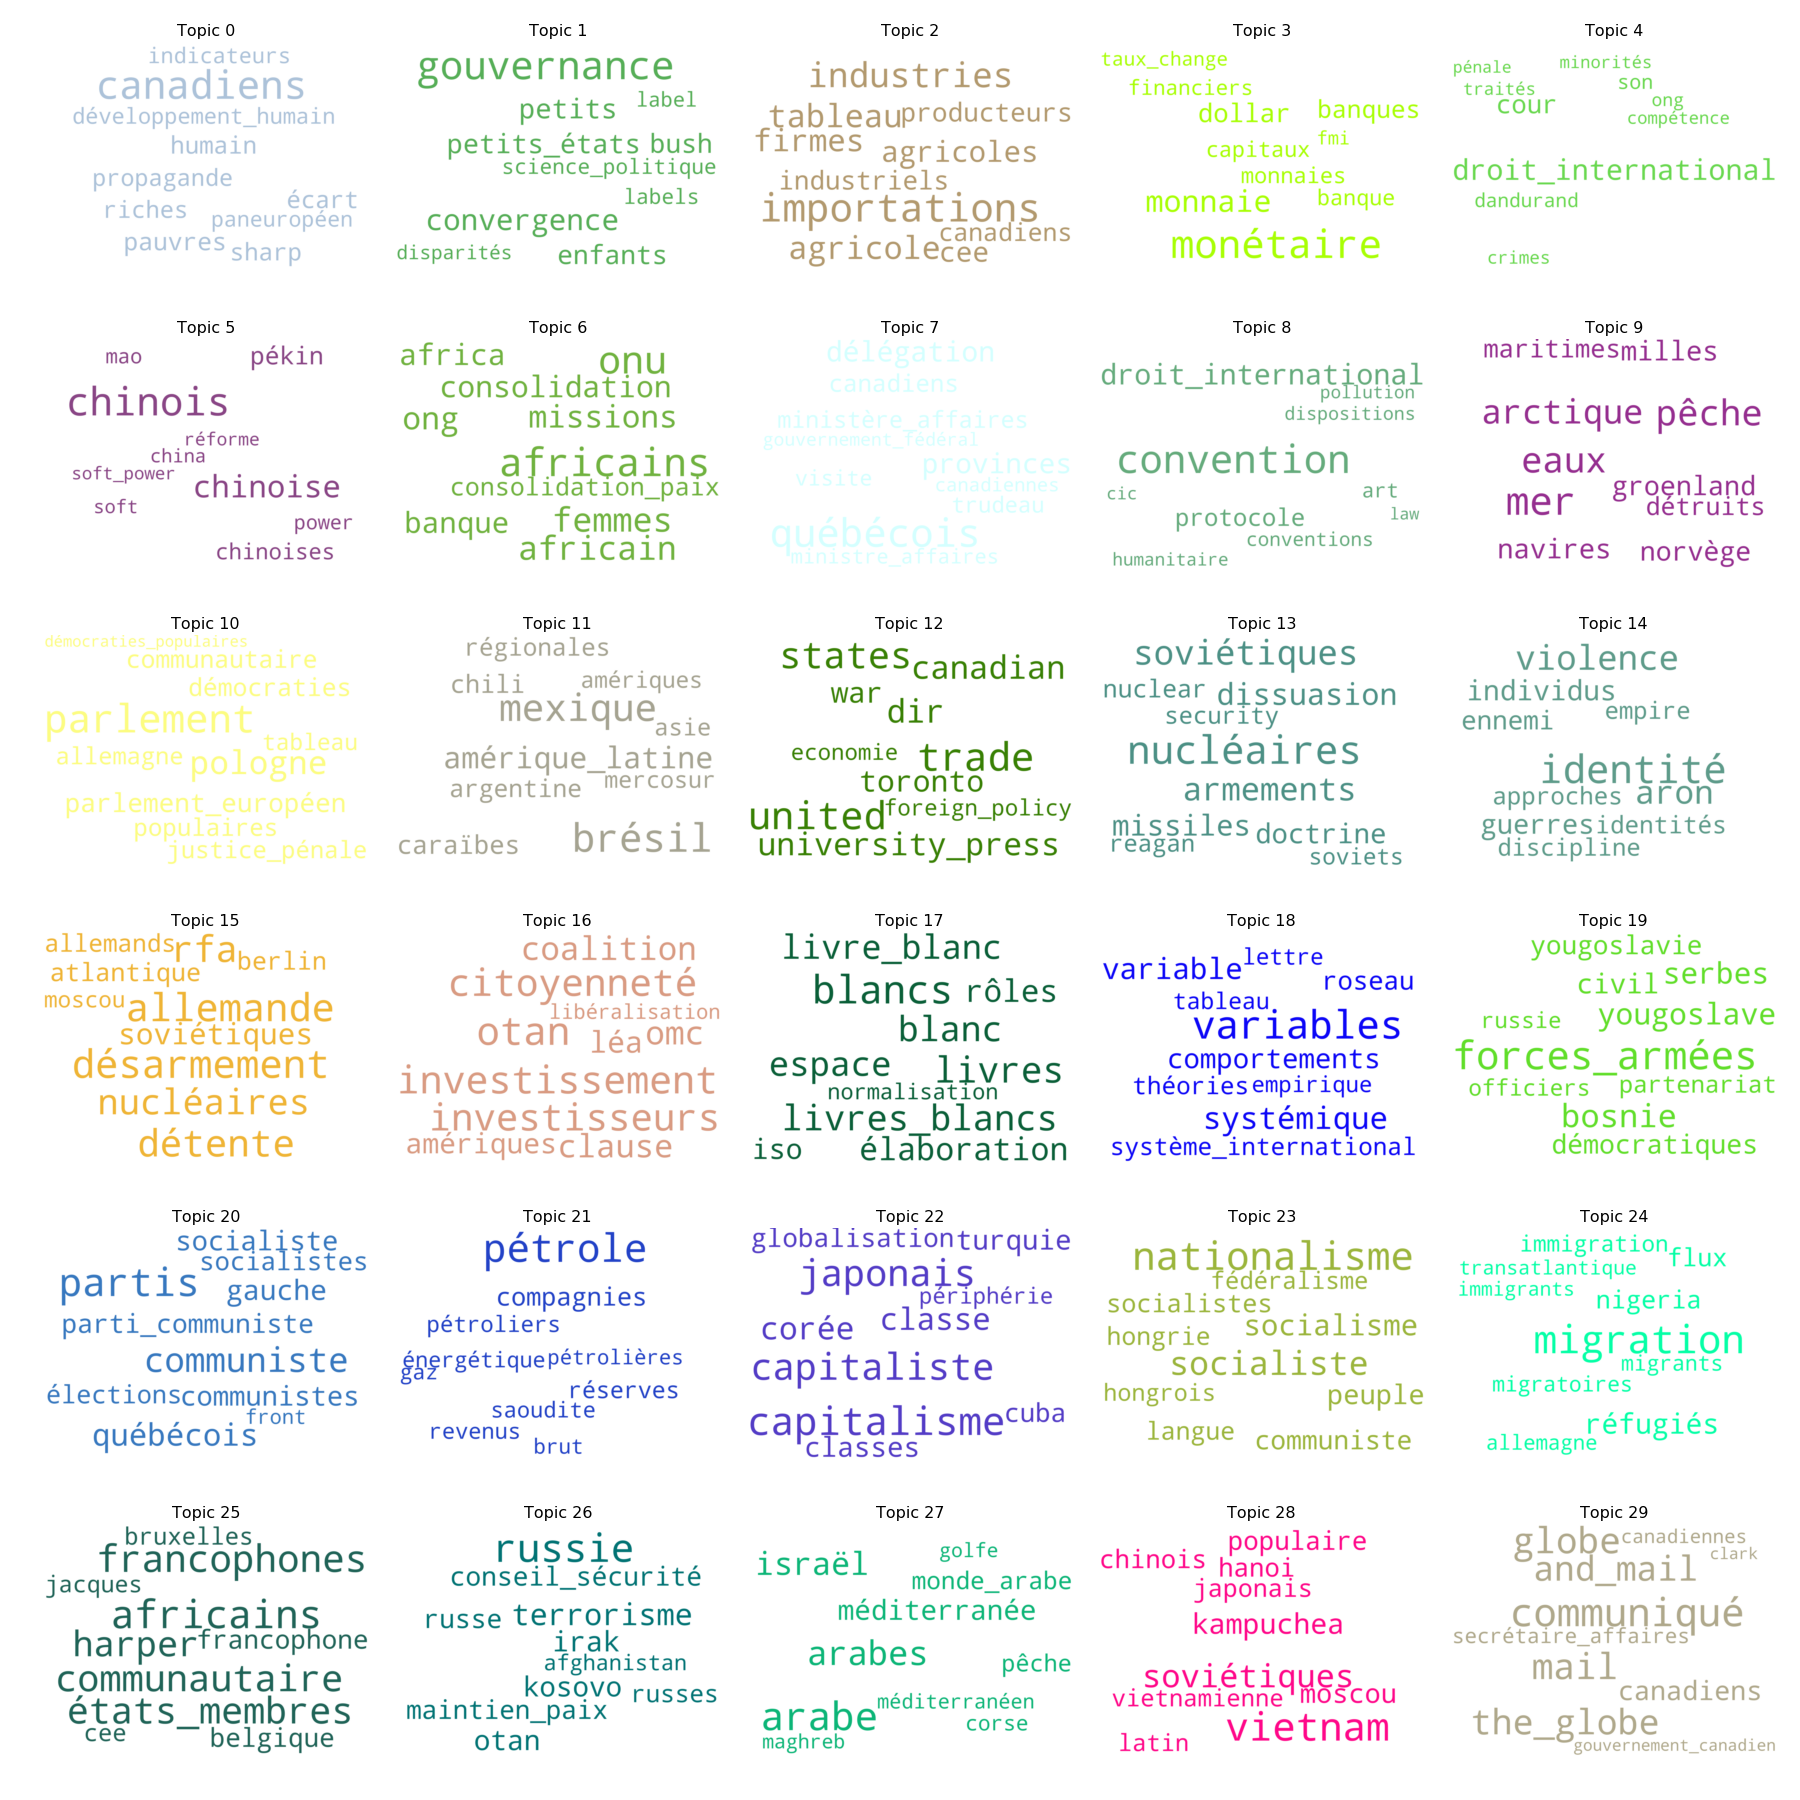 Topic 0
indicateurs
canadiens
développement_humain
humain
propagande
écart
riches
paneuropéen
pauvres
sharp
Topic 1
gouvernance
label
petits
petits_états
bush
science_politique
labels
convergence
disparités
enfants
Topic 2
industries
tableau
producteurs
firmes
agricoles
industriels
importations
canadiens
agricole
cee
Topic 3
taux_change
financiers
dollar
banques
fmi
capitaux
monnaies
monnaie
banque
monétaire
Topic 4
pénale
minorités
traités
son
cour
ong
compétence
droit_international
dandurand
crimes
Topic 5
mao
pékin
chinois
réforme
china
soft_power
chinoise
soft
power
chinoises
Topic 6
africa
onu
consolidation
ong
missions
africains
consolidation_paix
banque
femmes
africain
Topic 7
délégation
canadiens
ministère_affaires
gouvernement_fédéral
provinces
visite
canadiennes
trudeau
québécois
ministre_affaires
Topic 8
droit_international
pollution
dispositions
convention
cic
art
protocole
law
conventions
humanitaire
Topic 9
maritimes
milles
arctique
pêche
eaux
groenland
mer
détruits
navires
norvège
Topic 10
démocraties_populaires
communautaire
démocraties
parlement
tableau
allemagne
pologne
parlement_européen
populaires
justice_pénale
Topic 11
régionales
chili
amériques
mexique
asie
amérique_latine
mercosur
argentine
caraïbes
brésil
Topic 12
states
canadian
war
dir
economie
trade
toronto
united
foreign_policy
university_press
Topic 13
soviétiques
nuclear
dissuasion
security
nucléaires
armements
missiles
doctrine
reagan
soviets
Topic 14
violence
individus
ennemi
empire
identité
approches
aron
guerres
identités
discipline
Topic 15
allemands
rfa
berlin
atlantique
moscou
allemande
soviétiques
désarmement
nucléaires
détente
Topic 16
coalition
citoyenneté
libéralisation
otan
léa
omc
investissement
investisseurs
amériques
clause
Topic 17
livre_blanc
blancs
rôles
blanc
espace
livres
normalisation
livres_blancs
iso
élaboration
Topic 18
lettre
variable
roseau
tableau
variables
comportements
théories
empirique
systémique
système_international
Topic 19
yougoslavie
civil
serbes
russie
yougoslave
forces_armées
officiers
partenariat
bosnie
démocratiques
Topic 20
socialiste
socialistes
partis
gauche
parti_communiste
communiste
élections
communistes
front
québécois
Topic 21
pétrole
compagnies
pétroliers
énergétique
pétrolières
gaz
réserves
saoudite
revenus
brut
Topic 22
globalisation
turquie
japonais
périphérie
corée
classe
capitaliste
capitalisme
cuba
classes
Topic 23
nationalisme
fédéralisme
socialistes
socialisme
hongrie
socialiste
hongrois
peuple
langue
communiste
Topic 24
immigration
flux
transatlantique
immigrants
nigeria
migration
migrants
migratoires
réfugiés
allemagne
Topic 25
bruxelles
francophones
jacques
africains
harper
francophone
communautaire
états_membres
cee
belgique
Topic 26
russie
conseil_sécurité
russe
terrorisme
irak
afghanistan
kosovo
russes
maintien_paix
otan
Topic 27
golfe
israël
monde_arabe
méditerranée
arabes
pêche
méditerranéen
arabe
corse
maghreb
Topic 28
populaire
chinois
hanoi
japonais
kampuchea
soviétiques
vietnamienne
moscou
vietnam
latin
Topic 29
globe
canadiennes
clark
and_mail
communiqué
secrétaire_affaires
mail
canadiens
the_globe
gouvernement_canadien